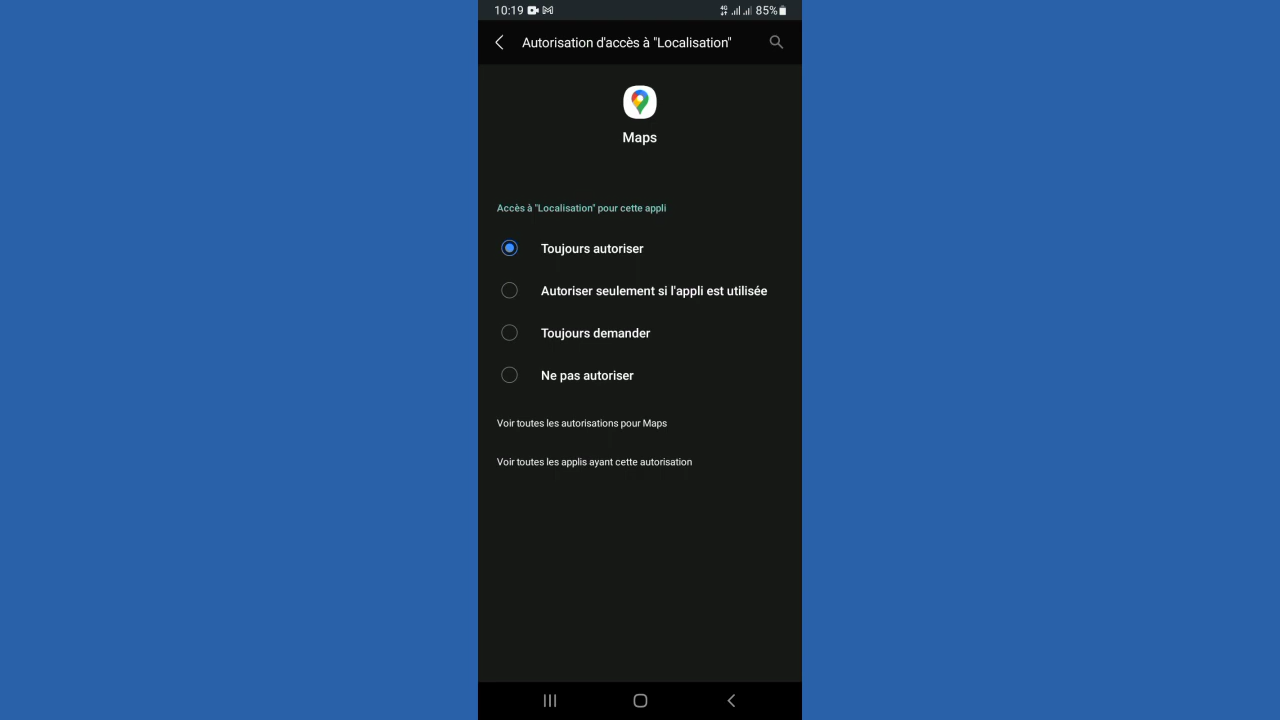 10:19
4G 85%
Autorisation d'accès à "Localisation"
Maps
Accès à "Localisation" pour cette appli
Toujours autoriser
Autoriser seulement si l'appli est utilisée
Toujours demander
Ne pas autoriser
Voir toutes les autorisations pour Maps
Voir toutes les applis ayant cette autorisation